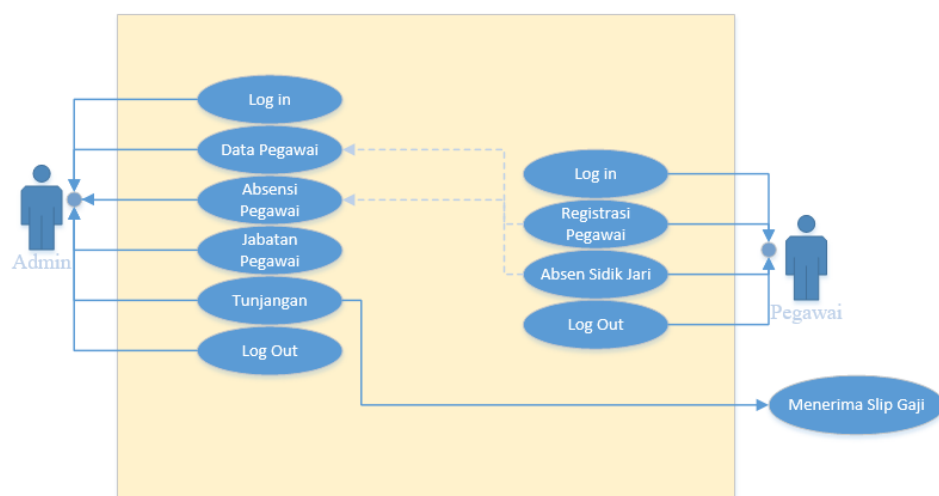 Log in
Data Pegawai
Absensi
Pegawai
Jabatan
Pegawai
Tunjangan
Log Out
Admin
Log in
Registrasi
Pegawai
Absen Sidik Jari
Log Out
Pegawai
Menerima Slip Gaji